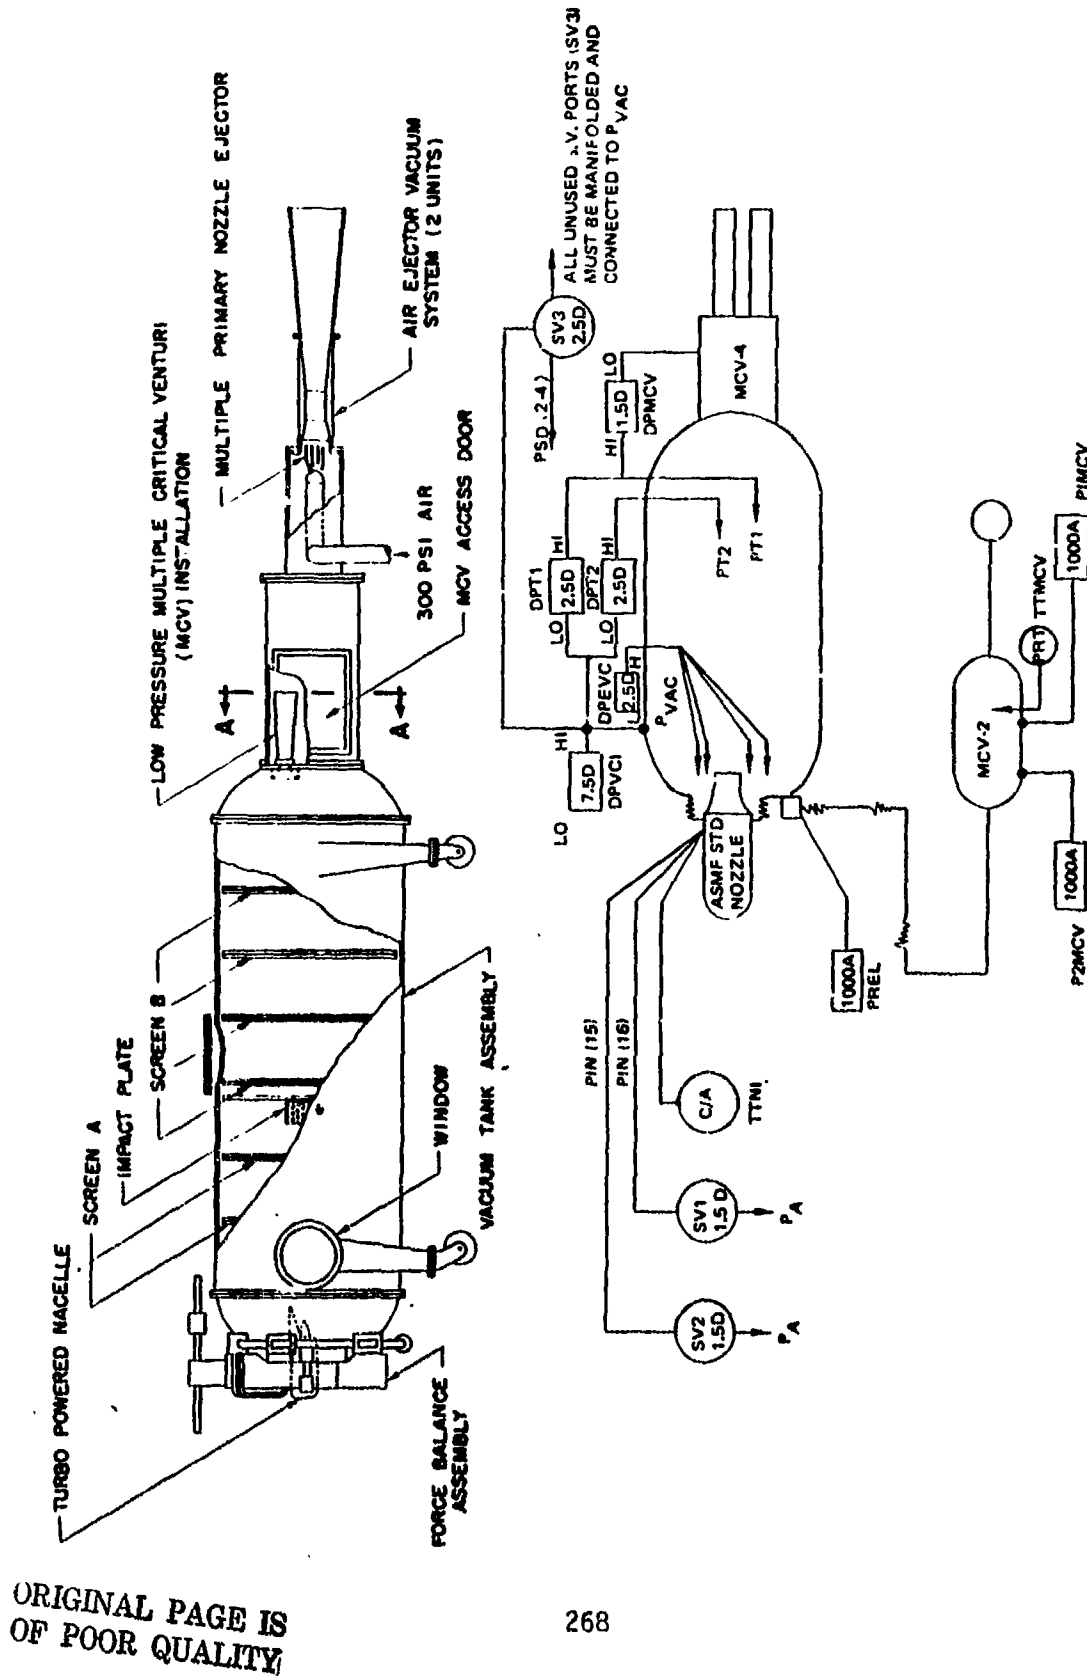 TURBO POWERED NACELLE
SCREEN A
IMPACT PLATE
SCREEN B
LOW PRESSURE MULTIPLE CRITICAL VENTURI
(MCV) INSTALLATION
MULTIPLE PRIMARY NOZZLE EJECTOR
AIR EJECTOR VACUUM
SYSTEM (2 UNITS)
300 PSI AIR
MCV ACCESS DOOR
A
A
WINDOW
VACUUM TANK ASSEMBLY
FORCE BALANCE
ASSEMBLY
ALL UNUSED S.V. PORTS (SV3)
MUST BE MANIFOLDED AND
CONNECTED TO PVAC
SV3
2.5D
PSD (2-4)
LO
1.5D
HI
DPMCV
MCV-4
DPT1
HI
2.5D
LO
DPT2
HI
2.5D
LO
PT2
PT1
DPEVC
2.5D
H
L
PVAC
HI
7.5D
LO
DPVC1
ASMF STD
NOZZLE
PIN (15)
PIN (16)
C/A
TTNI
SV1
1.5 D
PA
SV2
1.5D
PA
1000A
PREL
MCV-2
PRT
TTMCV
1000A
P1MCV
1000A
P2MCV
ORIGINAL PAGE IS
OF POOR QUALITY
268